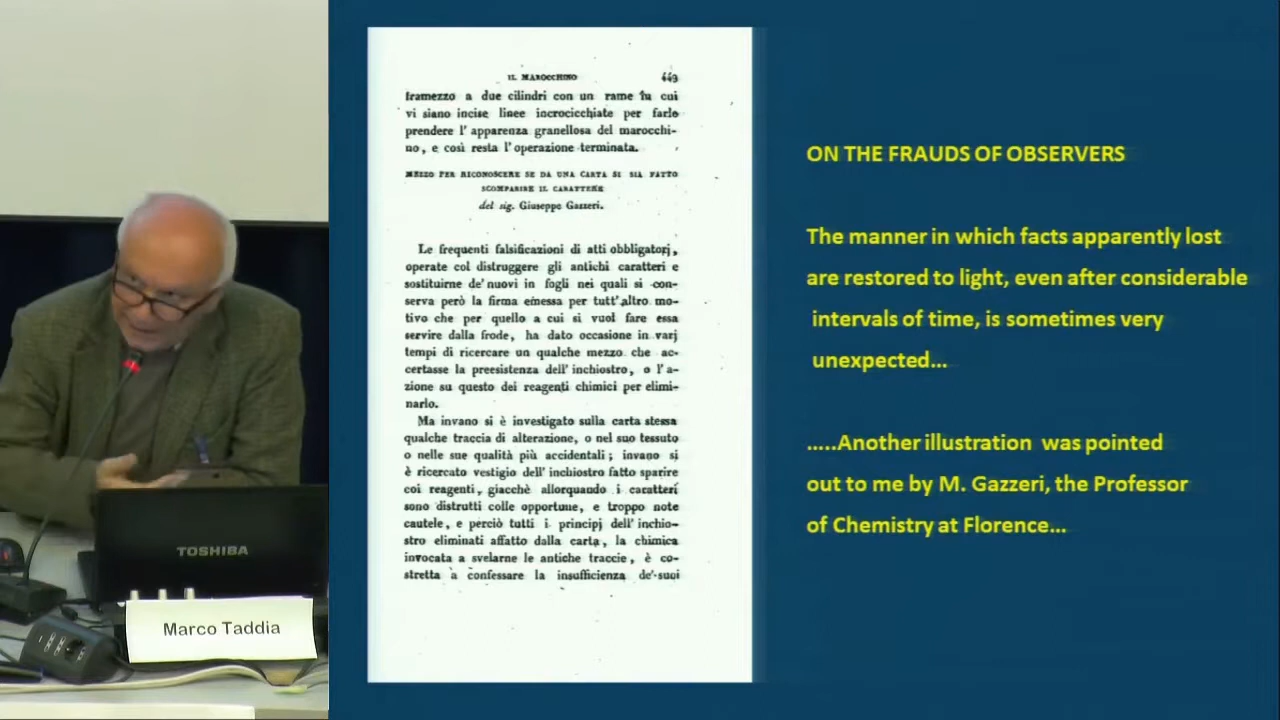 TOSHIBA
Marco Taddia
IL MAROCCHINO 443
framezzo a due cilindri con un rame in cui
vi siano incise linee incrocicchiate per farlo
prendere l' apparenza granellosa del marocchi-
no, e così resta l' operazione terminata.
MEZZO PER RICONOSCERE SE DA UNA CARTA SI SIA FATTO
SCOMPARIRE IL CARATTERE
del sig. Giuseppe Gazzeri.
Le frequenti falsificazioni di atti obbligatorj,
operate col distruggere gli antichi caratteri e
sostituirne de' nuovi in fogli nei quali si con-
serva però la firma emessa per tutt' altro mo-
tivo che per quello a cui si vuol fare essa
servire dalla frode, ha dato occasione in varj
tempi di ricercare un qualche mezzo che ac-
certasse la preesistenza dell' inchiostro, o l' a-
zione su questo dei reagenti chimici per elimi-
narlo.
Ma invano si è investigato sulla carta stessa
qualche traccia di alterazione, o nel suo tessuto
o nelle sue qualità più accidentali; invano si
è ricercato vestigio dell' inchiostro fatto sparire
coi reagenti, giacchè allorquando i caratteri
sono distrutti colle opportune, e troppo note
cautele, e perciò tutti i principj dell' inchio-
stro eliminati affatto dalla carta, la chimica
invocata a svelarne le antiche traccie, è co-
stretta a confessare la insufficienza de' suoi
ON THE FRAUDS OF OBSERVERS
The manner in which facts apparently lost
are restored to light, even after considerable
intervals of time, is sometimes very
unexpected...
.....Another illustration was pointed
out to me by M. Gazzeri, the Professor
of Chemistry at Florence...